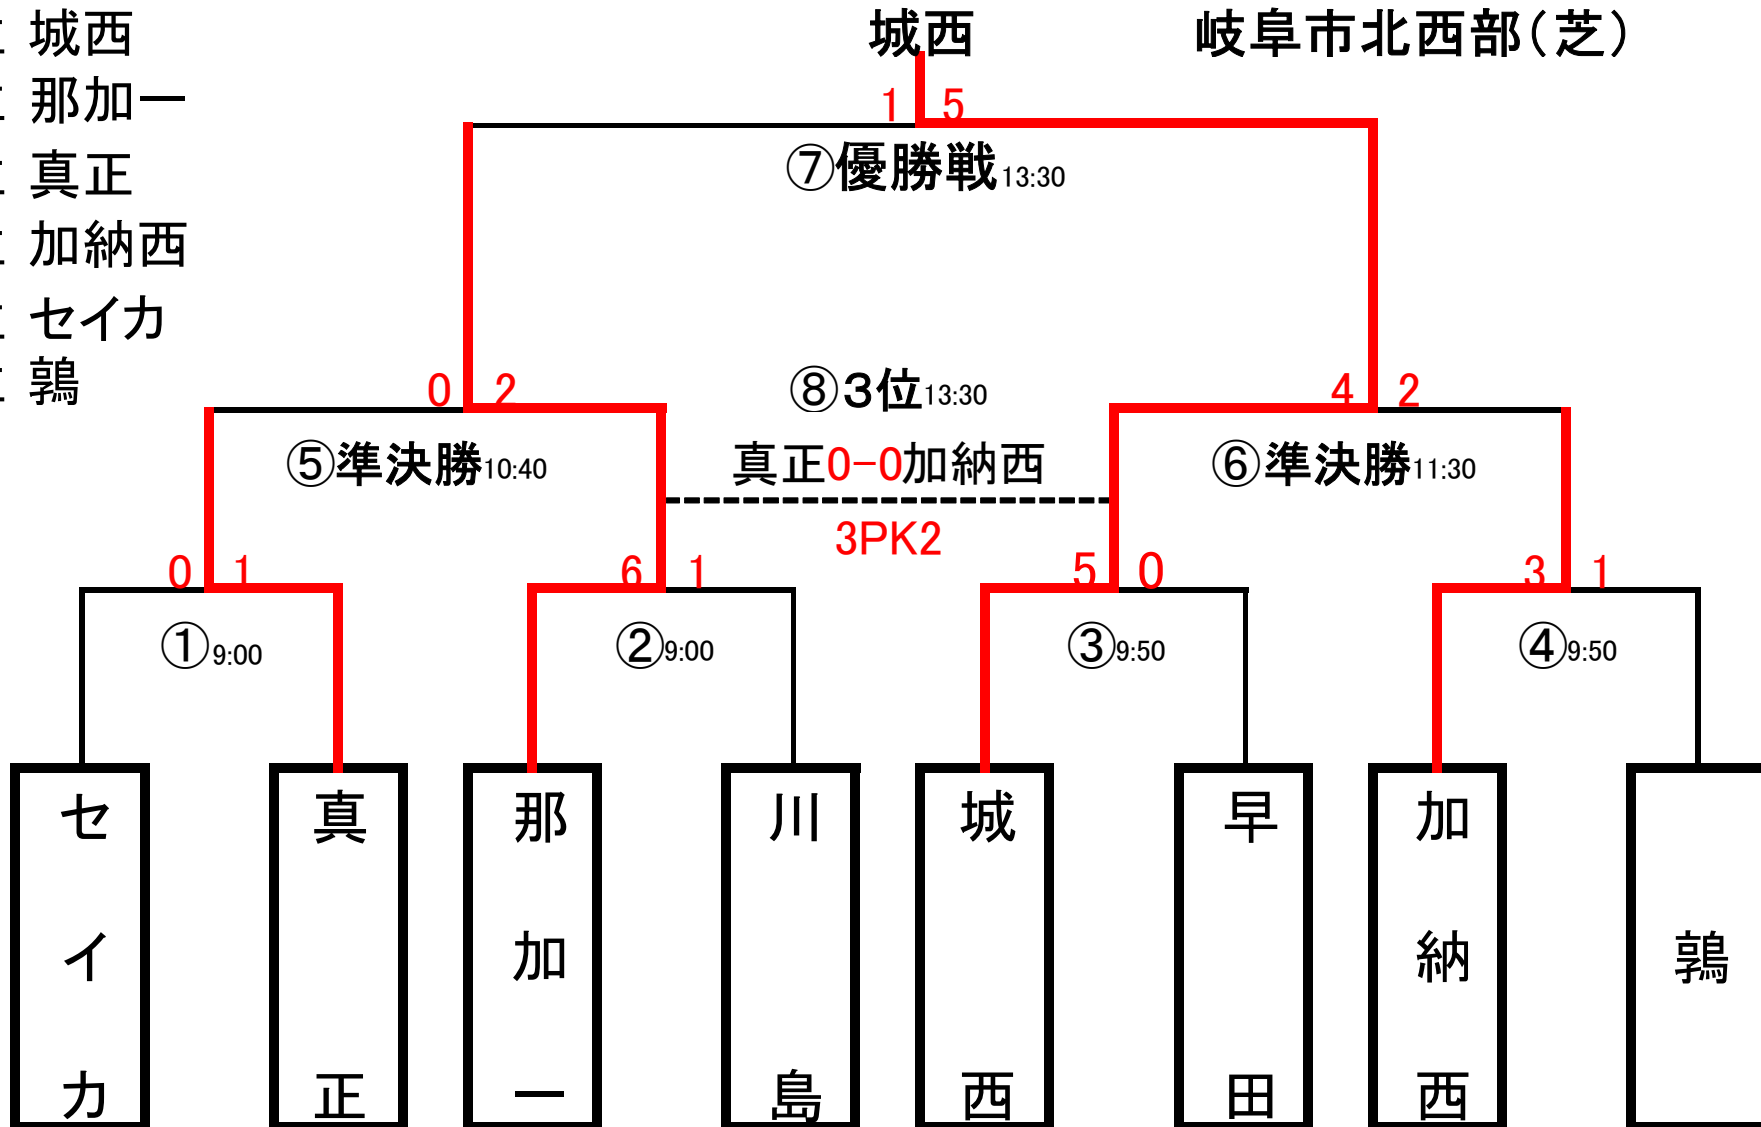 城西
那加一
真正
加納西
セイカ
鶉
城西
岐阜市北西部（芝）
1 5
⑦優勝戦13:30
0 2
⑧３位13:30
4 2
⑤準決勝10:40
真正0−0加納西
⑥準決勝11:30
3PK2
0 1
6 1
5 0
3 1
①9:00
②9:00
③9:50
④9:50
セイカ
真正
那加一
川島
城西
早田
加納西
鶉